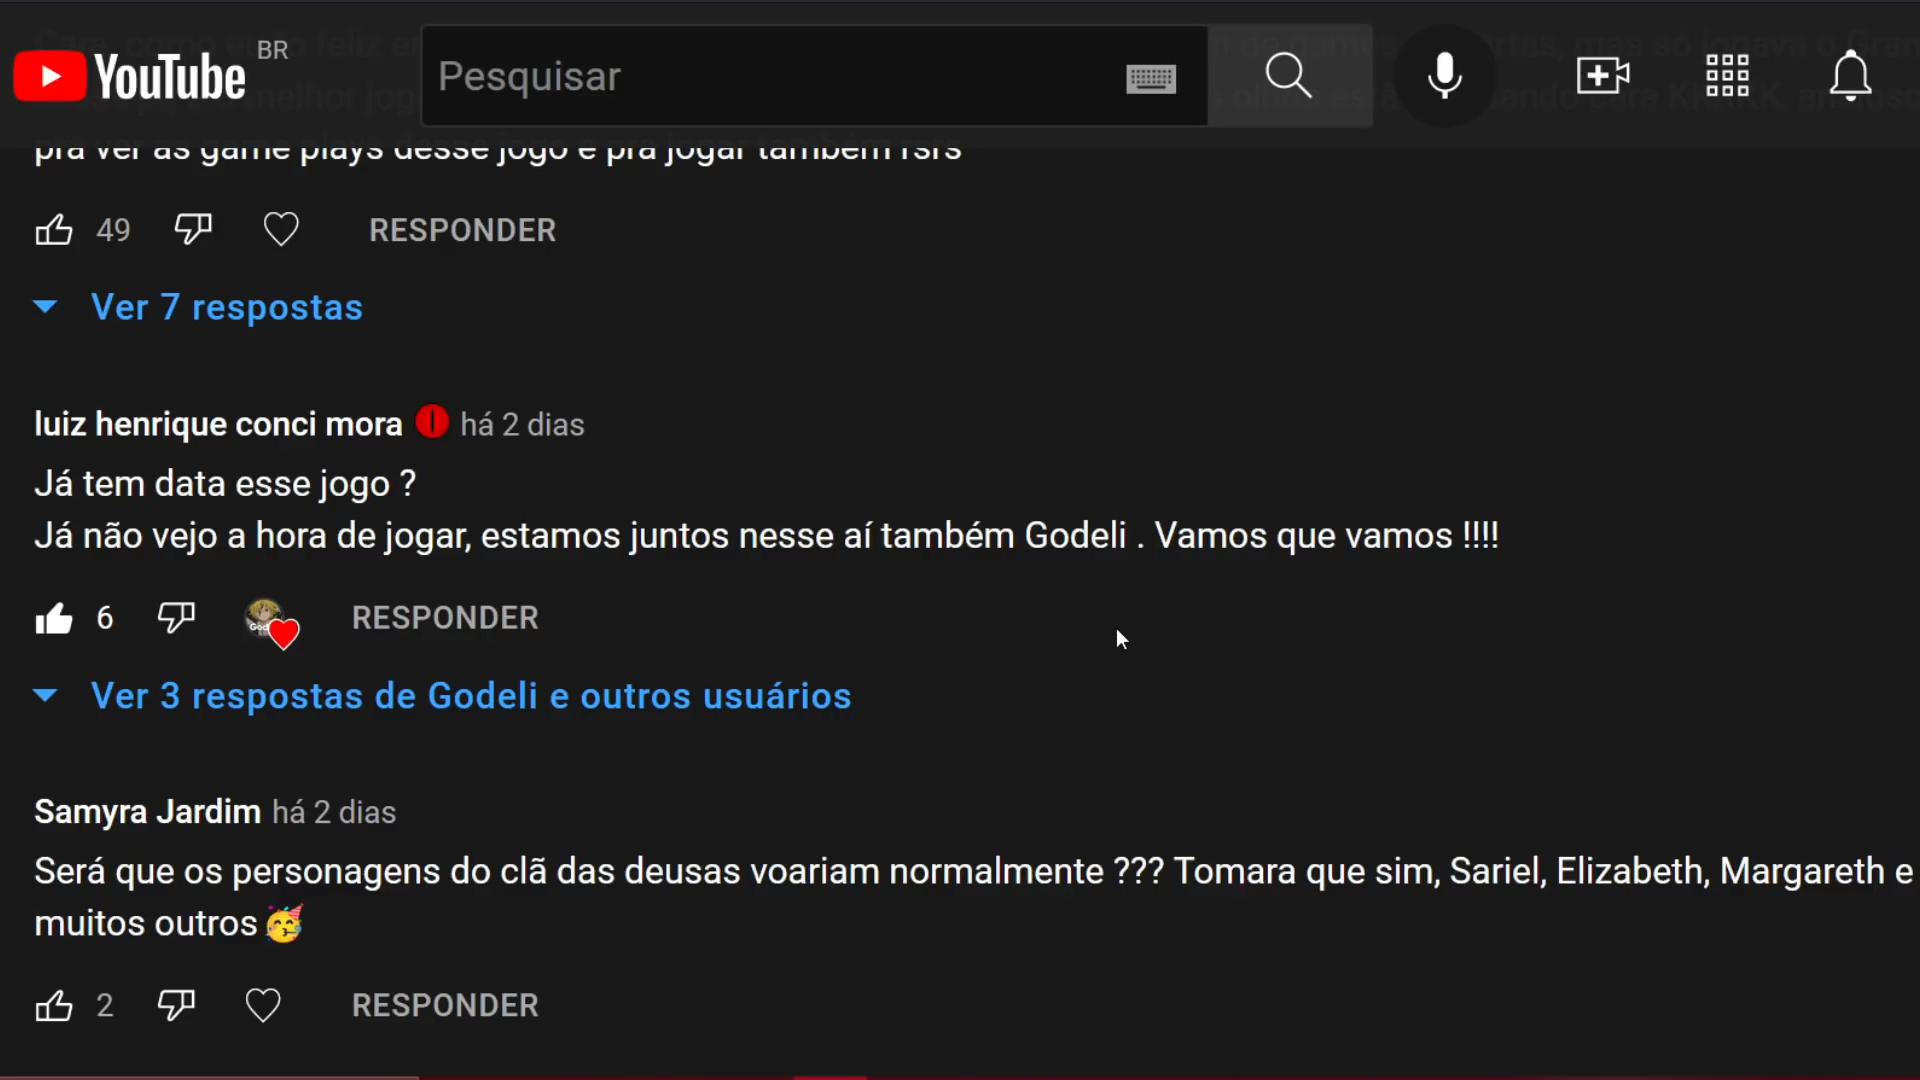 BR
YouTube
Pesquisar
pra ver as game plays desse jogo e pra jogar também rsrs
49
RESPONDER
Ver 7 respostas
luiz henrique conci mora há 2 dias
Já tem data esse jogo ?
Já não vejo a hora de jogar, estamos juntos nesse aí também Godeli . Vamos que vamos !!!!
6
RESPONDER
Ver 3 respostas de Godeli e outros usuários
Samyra Jardim há 2 dias
Será que os personagens do clã das deusas voariam normalmente ??? Tomara que sim, Sariel, Elizabeth, Margareth e
muitos outros🥳
2
RESPONDER